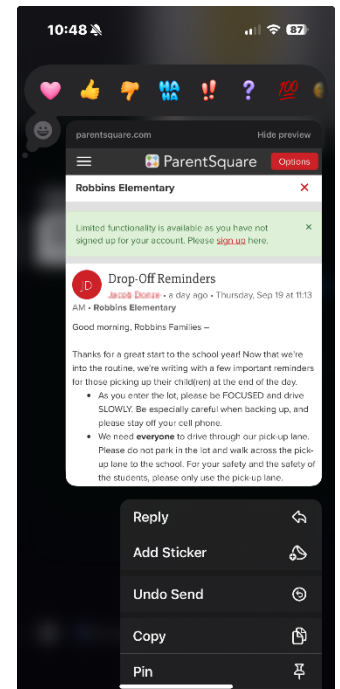 10:48
87
HA
HA
!!
?
100
parentsquare.com Hide preview
ParentSquare Options
Robbins Elementary
Limited functionality is available as you have not
signed up for your account. Please sign up here.
JD Drop-Off Reminders
• a day ago • Thursday, Sep 19 at 11:13
AM • Robbins Elementary
Good morning, Robbins Families –
Thanks for a great start to the school year! Now that we're
into the routine, we're writing with a few important reminders
for those picking up their child(ren) at the end of the day.
• As you enter the lot, please be FOCUSED and drive
SLOWLY. Be especially careful when backing up, and
please stay off your cell phone.
• We need everyone to drive through our pick-up lane.
Please do not park in the lot and walk across the pick-
up lane to the school. For your safety and the safety of
the students, please only use the pick-up lane.
Reply
Add Sticker
Undo Send
Copy
Pin